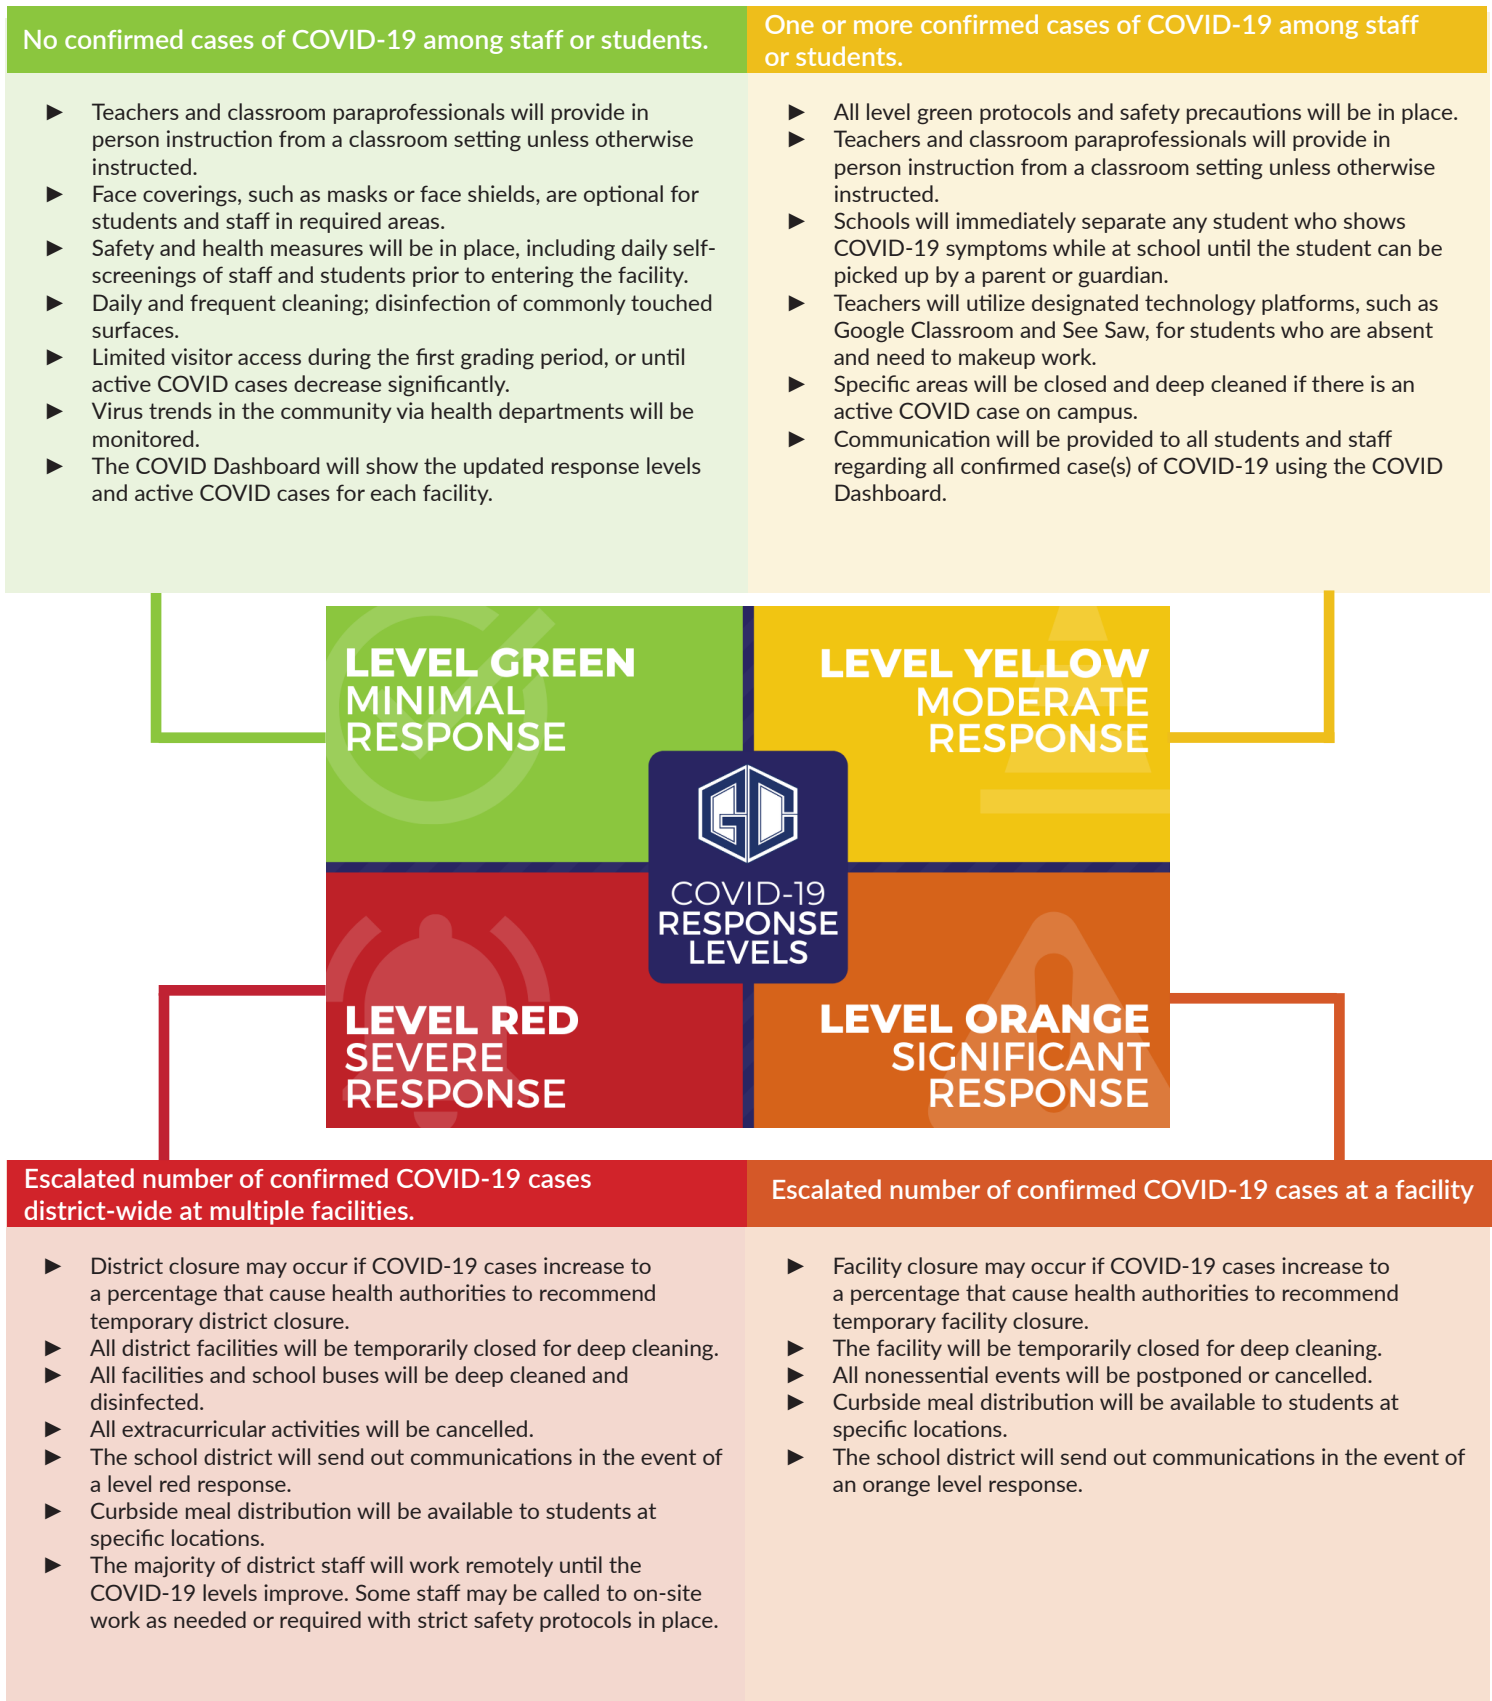 No confirmed cases of COVID-19 among staff or students.
► Teachers and classroom paraprofessionals will provide in
person instruction from a classroom setting unless otherwise
instructed.
► Face coverings, such as masks or face shields, are optional for
students and staff in required areas.
► Safety and health measures will be in place, including daily self-
screenings of staff and students prior to entering the facility.
► Daily and frequent cleaning; disinfection of commonly touched
surfaces.
► Limited visitor access during the first grading period, or until
active COVID cases decrease significantly.
► Virus trends in the community via health departments will be
monitored.
► The COVID Dashboard will show the updated response levels
and active COVID cases for each facility.
One or more confirmed cases of COVID-19 among staff
or students.
► All level green protocols and safety precautions will be in place.
► Teachers and classroom paraprofessionals will provide in
person instruction from a classroom setting unless otherwise
instructed.
► Schools will immediately separate any student who shows
COVID-19 symptoms while at school until the student can be
picked up by a parent or guardian.
► Teachers will utilize designated technology platforms, such as
Google Classroom and See Saw, for students who are absent
and need to makeup work.
► Specific areas will be closed and deep cleaned if there is an
active COVID case on campus.
► Communication will be provided to all students and staff
regarding all confirmed case(s) of COVID-19 using the COVID
Dashboard.
LEVEL GREEN
MINIMAL
RESPONSE
LEVEL YELLOW
MODERATE
RESPONSE
GC
COVID-19
RESPONSE
LEVELS
LEVEL RED
SEVERE
RESPONSE
LEVEL ORANGE
SIGNIFICANT
RESPONSE
Escalated number of confirmed COVID-19 cases
district-wide at multiple facilities.
► District closure may occur if COVID-19 cases increase to
a percentage that cause health authorities to recommend
temporary district closure.
► All district facilities will be temporarily closed for deep cleaning.
► All facilities and school buses will be deep cleaned and
disinfected.
► All extracurricular activities will be cancelled.
► The school district will send out communications in the event of
a level red response.
► Curbside meal distribution will be available to students at
specific locations.
► The majority of district staff will work remotely until the
COVID-19 levels improve. Some staff may be called to on-site
work as needed or required with strict safety protocols in place.
Escalated number of confirmed COVID-19 cases at a facility
► Facility closure may occur if COVID-19 cases increase to
a percentage that cause health authorities to recommend
temporary facility closure.
► The facility will be temporarily closed for deep cleaning.
► All nonessential events will be postponed or cancelled.
► Curbside meal distribution will be available to students at
specific locations.
► The school district will send out communications in the event of
an orange level response.